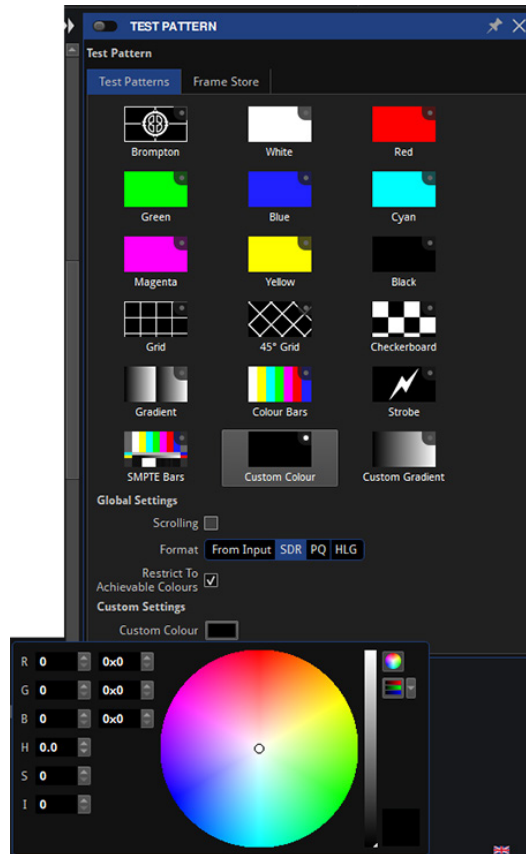 TEST PATTERN
Test Pattern
Test Patterns Frame Store
Brompton White Red
Green Blue Cyan
Magenta Yellow Black
Grid 45° Grid Checkerboard
Gradient Colour Bars Strobe
SMPTE Bars Custom Colour Custom Gradient
Global Settings
Scrolling
Format From Input SDR PQ HLG
Restrict To
Achievable Colours
Custom Settings
Custom Colour
R 0 0x0
G 0 0x0
B 0 0x0
H 0.0
S 0
I 0